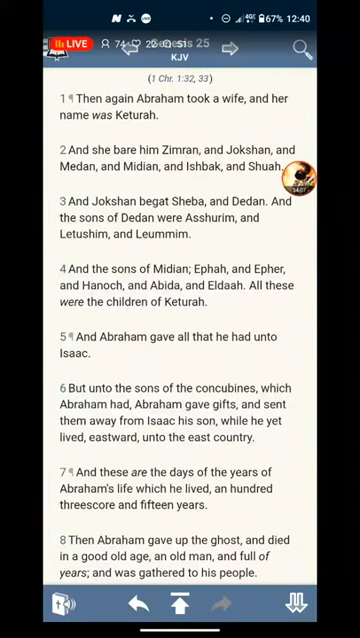 12:40
4G
67%
LIVE 74 22 51 Genesis 25
KJV
(1 Chr. 1:32, 33)
1 ¶ Then again Abraham took a wife, and her
name was Keturah.
2 And she bare him Zimran, and Jokshan, and
Medan, and Midian, and Ishbak, and Shuah.
3 And Jokshan begat Sheba, and Dedan. And
the sons of Dedan were Asshurim, and
Letushim, and Leummim.
4 And the sons of Midian; Ephah, and Epher,
and Hanoch, and Abida, and Eldaah. All these
were the children of Keturah.
5 ¶ And Abraham gave all that he had unto
Isaac.
6 But unto the sons of the concubines, which
Abraham had, Abraham gave gifts, and sent
them away from Isaac his son, while he yet
lived, eastward, unto the east country.
7 ¶ And these are the days of the years of
Abraham's life which he lived, an hundred
threescore and fifteen years.
8 Then Abraham gave up the ghost, and died
in a good old age, an old man, and full of
years; and was gathered to his people.